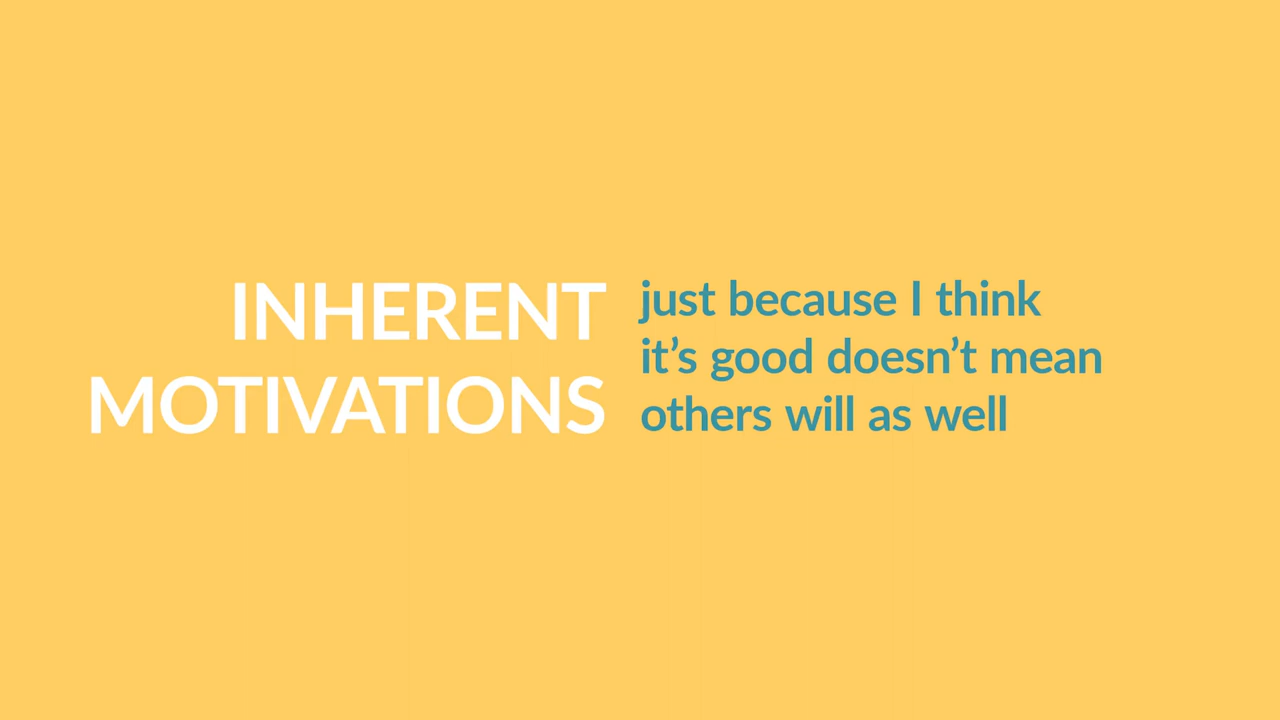 INHERENT
MOTIVATIONS
just because I think
it’s good doesn’t mean
others will as well